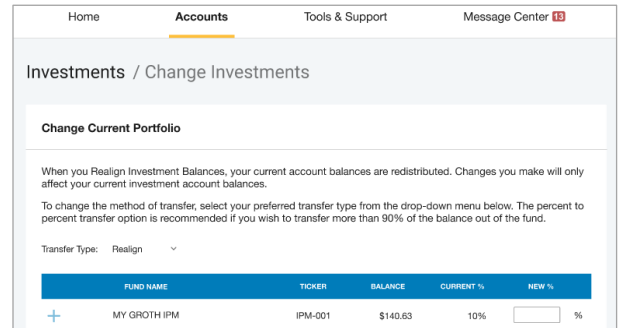 Home Accounts Tools & Support Message Center 13
Investments / Change Investments
Change Current Portfolio
When you Realign Investment Balances, your current account balances are redistributed. Changes you make will only
affect your current investment account balances.
To change the method of transfer, select your preferred transfer type from the drop-down menu below. The percent to
percent transfer option is recommended if you wish to transfer more than 90% of the balance out of the fund.
Transfer Type: Realign
FUND NAME TICKER BALANCE CURRENT % NEW %
MY GROTH IPM IPM-001 $140.63 10% %